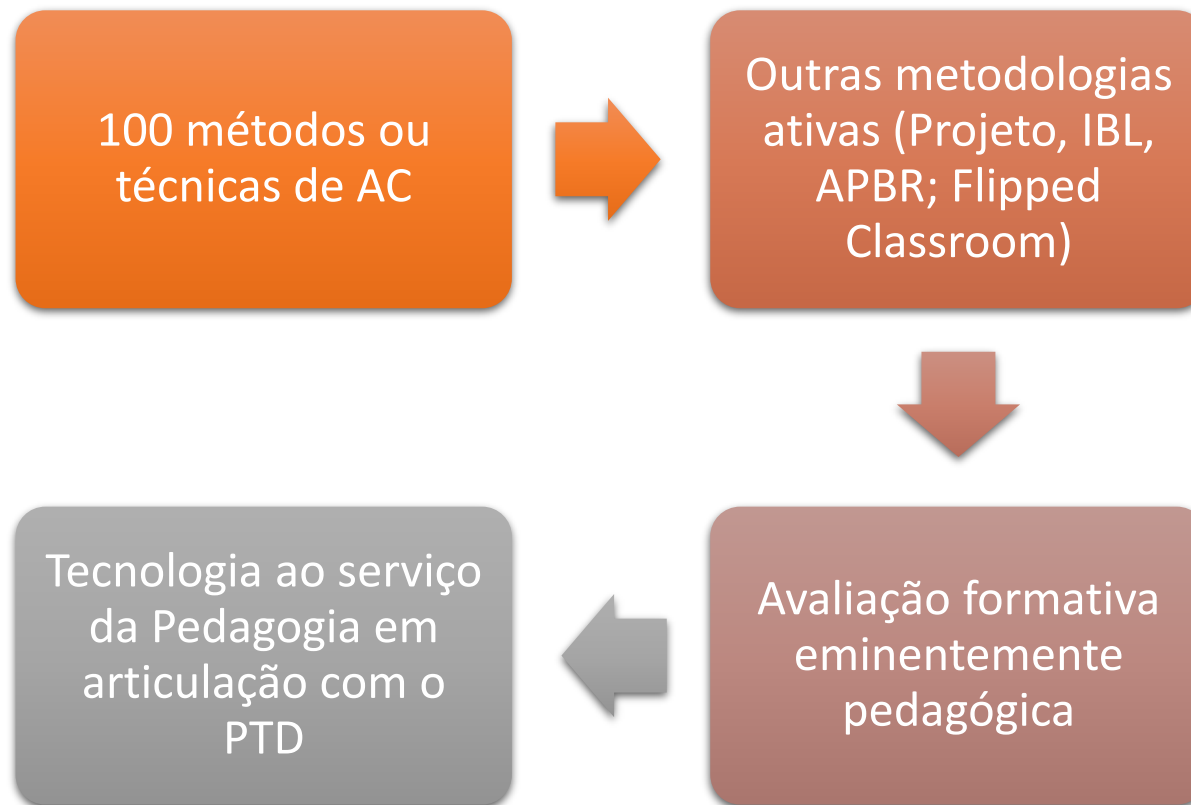 100 métodos ou
técnicas de AC
Outras metodologias
ativas (Projeto, IBL,
APBR; Flipped
Classroom)
Avaliação formativa
eminentemente
pedagógica
Tecnologia ao serviço
da Pedagogia em
articulação com o
PTD